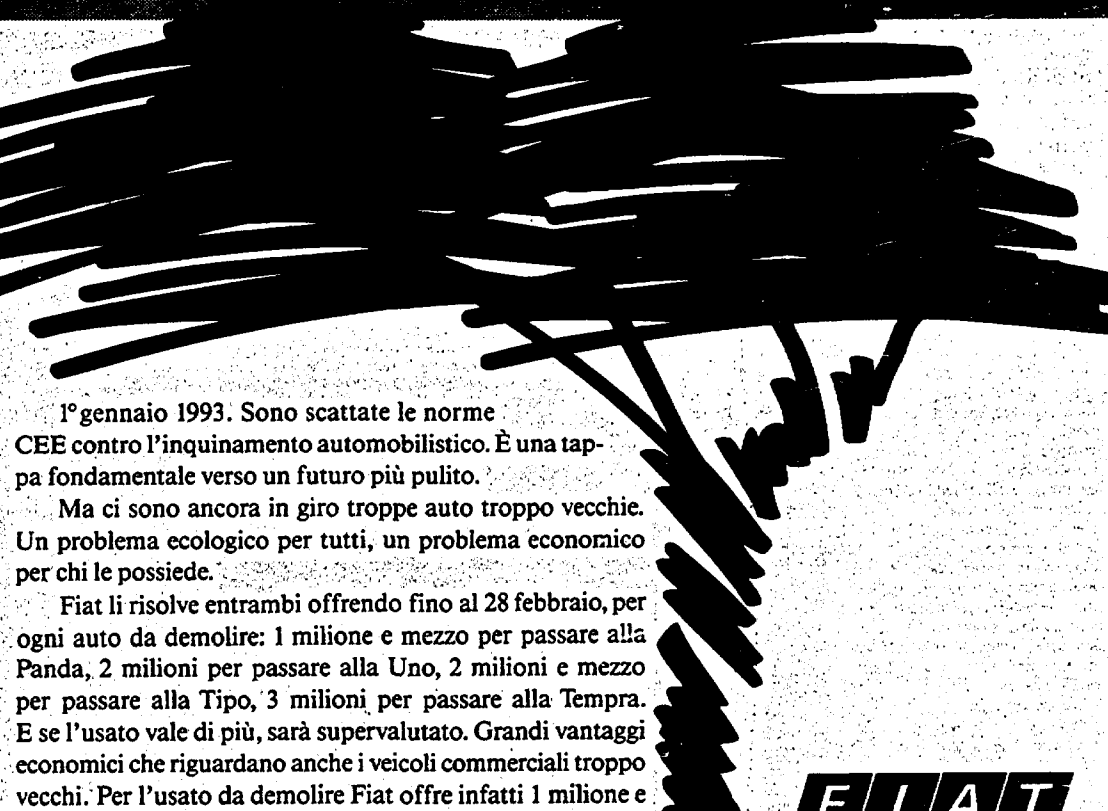 1º gennaio 1993. Sono scattate le norme
CEE contro l'inquinamento automobilistico. È una tap-
pa fondamentale verso un futuro più pulito.
Ma ci sono ancora in giro troppe auto troppo vecchie.
Un problema ecologico per tutti, un problema economico
per chi le possiede.
Fiat li risolve entrambi offrendo fino al 28 febbraio, per
ogni auto da demolire: 1 milione e mezzo per passare alla
Panda, 2 milioni per passare alla Uno, 2 milioni e mezzo
per passare alla Tipo, 3 milioni per passare alla Tempra.
E se l'usato vale di più, sarà supervalutato. Grandi vantaggi
economici che riguardano anche i veicoli commerciali troppo
vecchi. Per l'usato da demolire Fiat offre infatti 1 milione e
FIAT